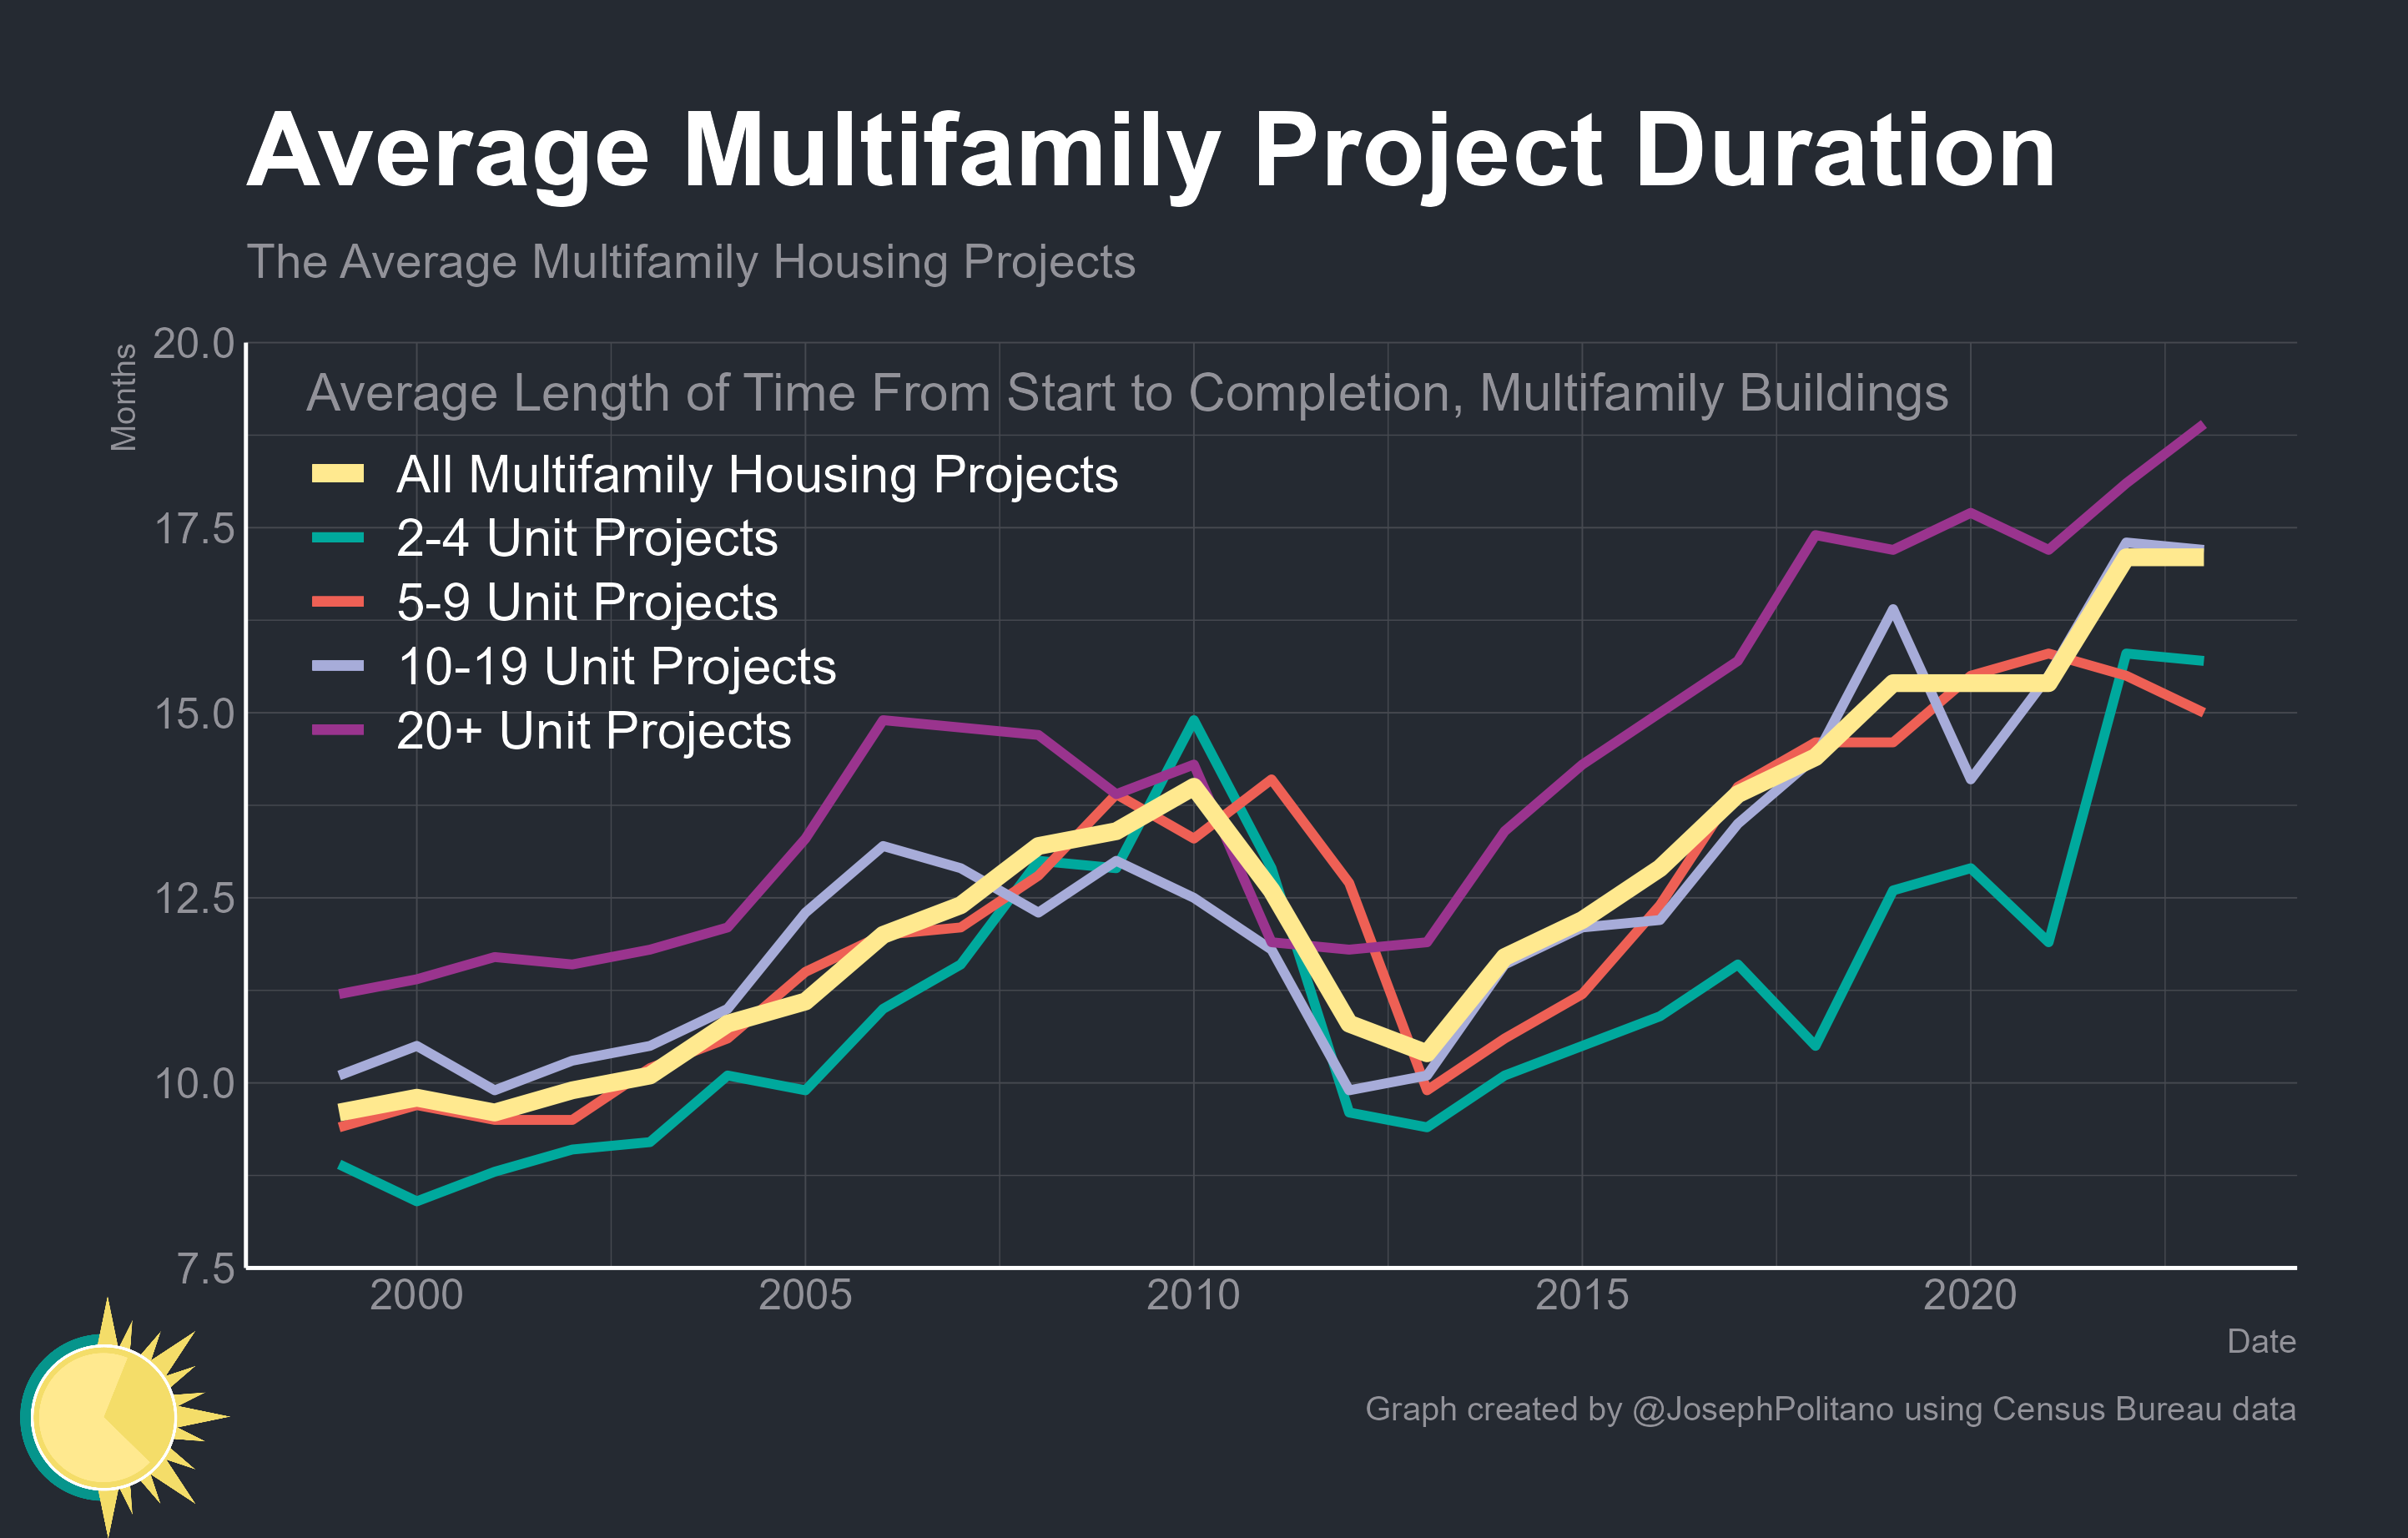 Average Multifamily Project Duration
The Average Multifamily Housing Projects
Months
20.0
17.5
15.0
12.5
10.0
7.5
Average Length of Time From Start to Completion, Multifamily Buildings
All Multifamily Housing Projects
2-4 Unit Projects
5-9 Unit Projects
10-19 Unit Projects
20+ Unit Projects
2000 2005 2010 2015 2020
Date
Graph created by @JosephPolitano using Census Bureau data